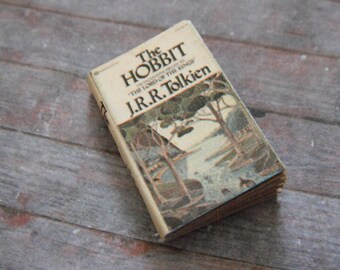 The
HOBBIT
"THE LORD OF THE RINGS"
J.R.R. Tolkien